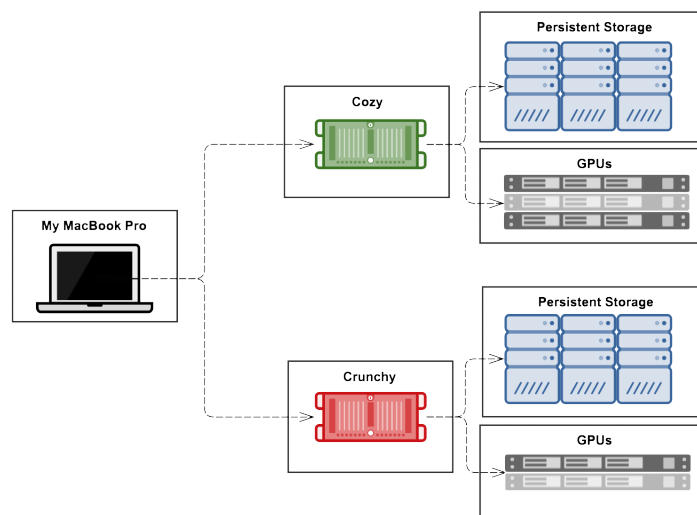 Persistent Storage
Cozy
GPUs
My MacBook Pro
Persistent Storage
Crunchy
GPUs